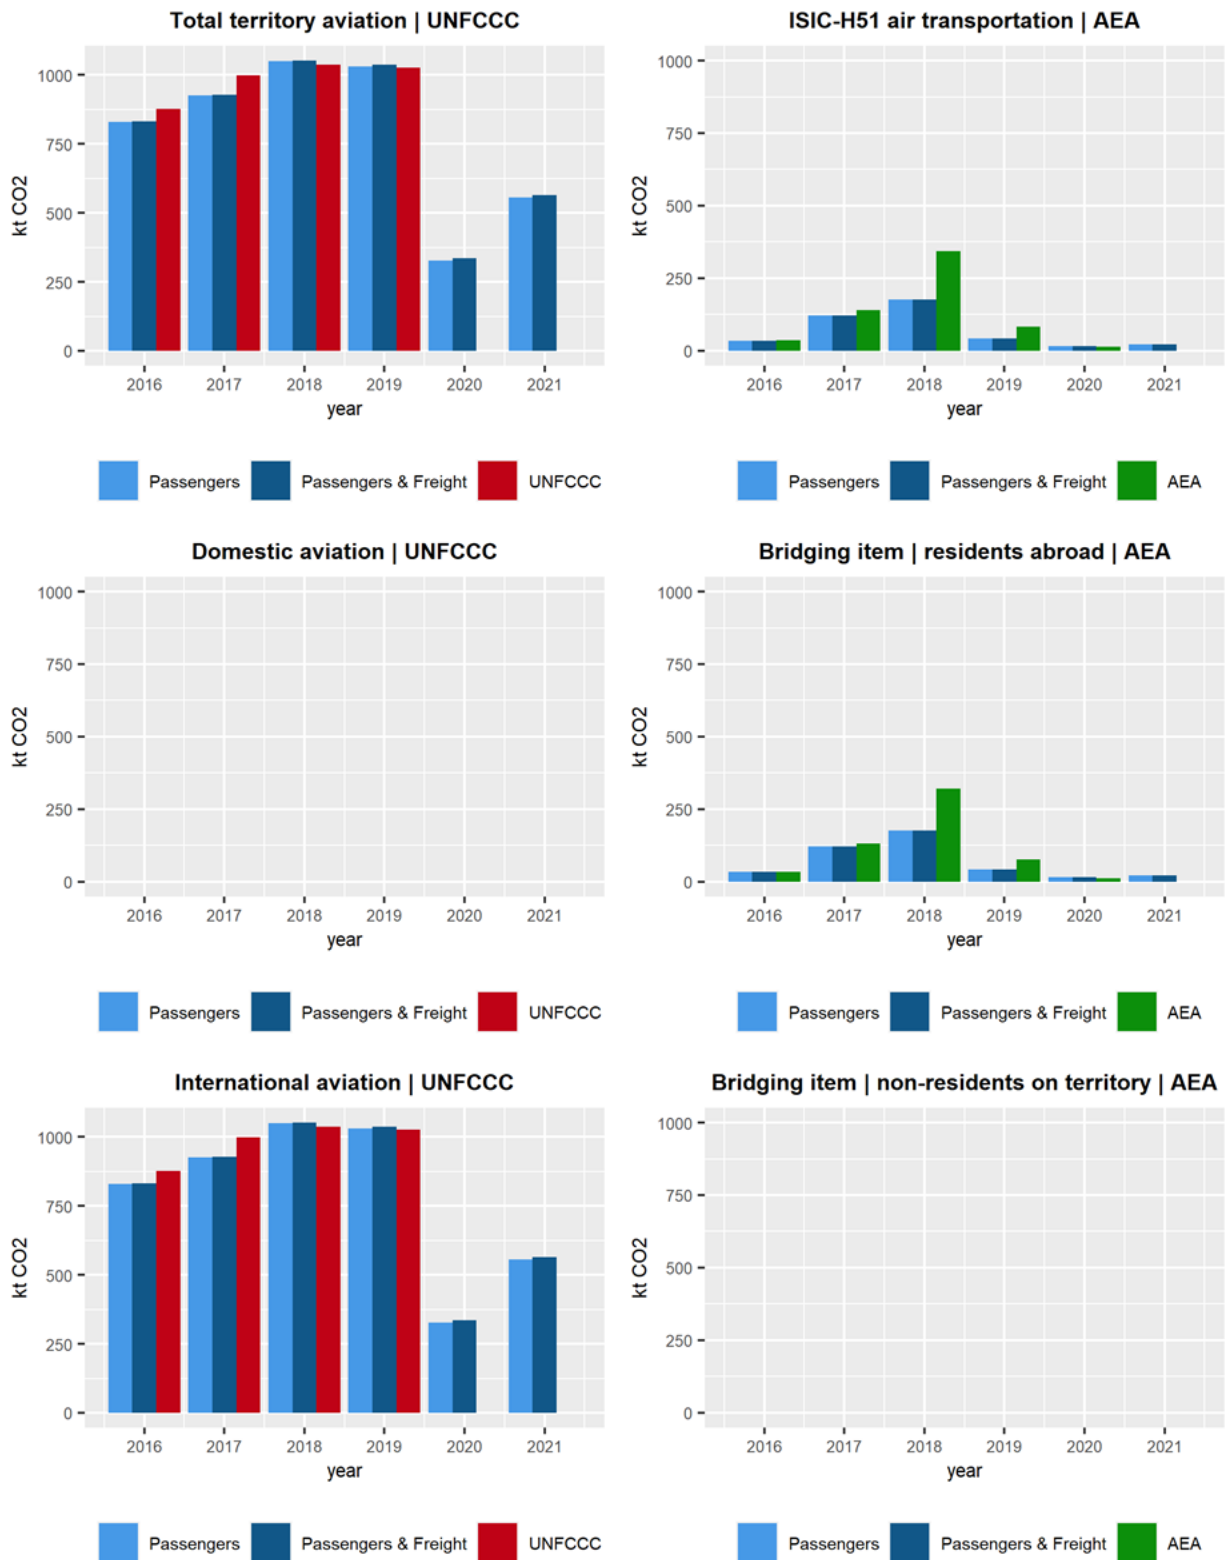 Total territory aviation | UNFCCC
kt CO2
1000
750
500
250
0
2016 2017 2018 2019 2020 2021
year
Passengers Passengers & Freight UNFCCC
ISIC-H51 air transportation | AEA
kt CO2
1000
750
500
250
0
2016 2017 2018 2019 2020 2021
year
Passengers Passengers & Freight AEA
Domestic aviation | UNFCCC
kt CO2
1000
750
500
250
0
2016 2017 2018 2019 2020 2021
year
Passengers Passengers & Freight UNFCCC
Bridging item | residents abroad | AEA
kt CO2
1000
750
500
250
0
2016 2017 2018 2019 2020 2021
year
Passengers Passengers & Freight AEA
International aviation | UNFCCC
kt CO2
1000
750
500
250
0
2016 2017 2018 2019 2020 2021
year
Passengers Passengers & Freight UNFCCC
Bridging item | non-residents on territory | AEA
kt CO2
1000
750
500
250
0
2016 2017 2018 2019 2020 2021
year
Passengers Passengers & Freight AEA